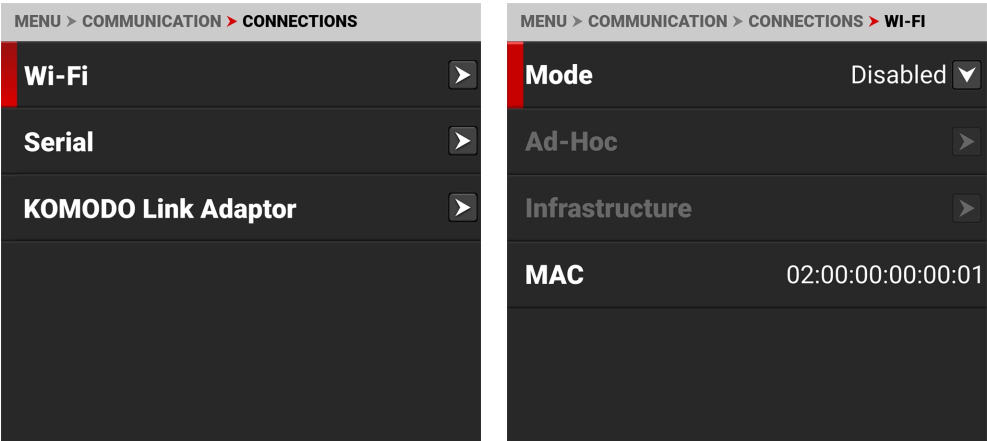 MENU > COMMUNICATION > CONNECTIONS
Wi-Fi
Serial
KOMODO Link Adaptor
MENU > COMMUNICATION > CONNECTIONS > WI-FI
Mode Disabled
Ad-Hoc
Infrastructure
MAC 02:00:00:00:00:01